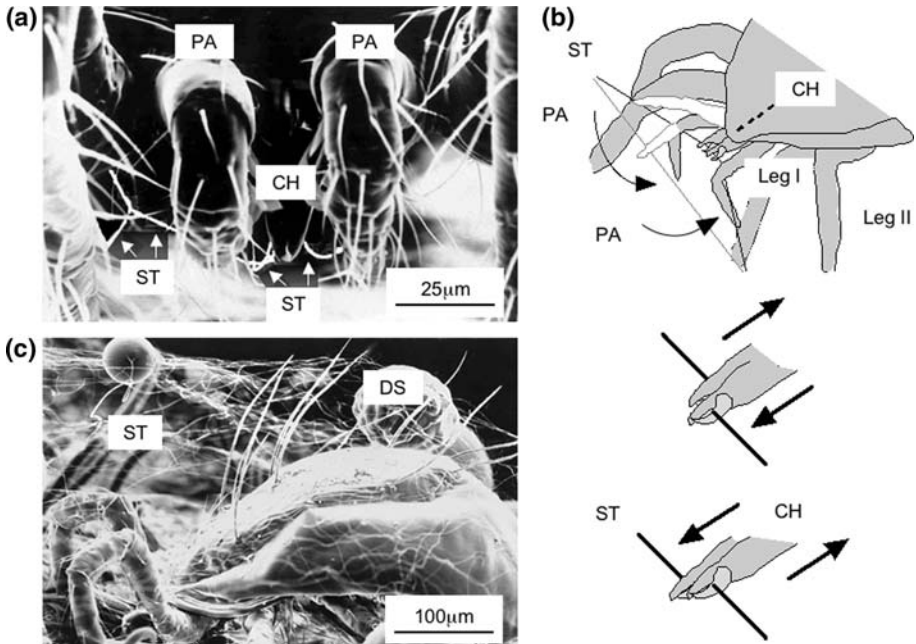 (a)
PA
PA
CH
ST
ST
25μm
(b)
ST
CH
PA
Leg I
PA
Leg II
ST
CH
(c)
ST
DS
100μm